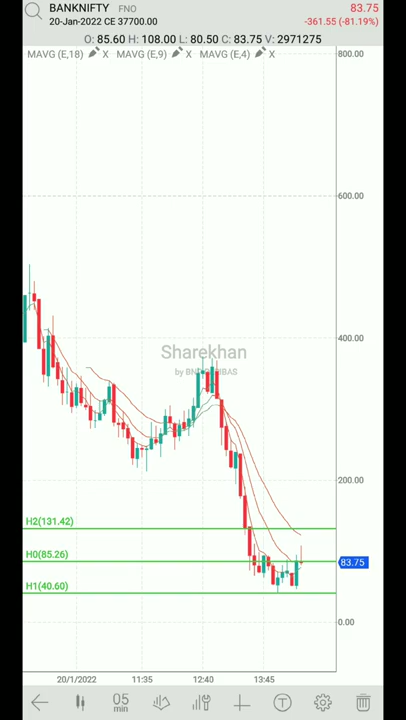 BANKNIFTY FNO 83.75
20-Jan-2022 CE 37700.00 -361.55 (-81.19%)
O: 85.60 H: 108.00 L: 80.50 C: 83.75 V: 2971275
MAVG (E,18) X MAVG (E,9) X MAVG (E,4) X
800.00
600.00
400.00
Sharekhan
by BNP PARIBAS
200.00
H2(131.42)
H0(85.26)
83.75
H1(40.60)
0.00
20/1/2022 11:35 12:40 13:45
05
min
T